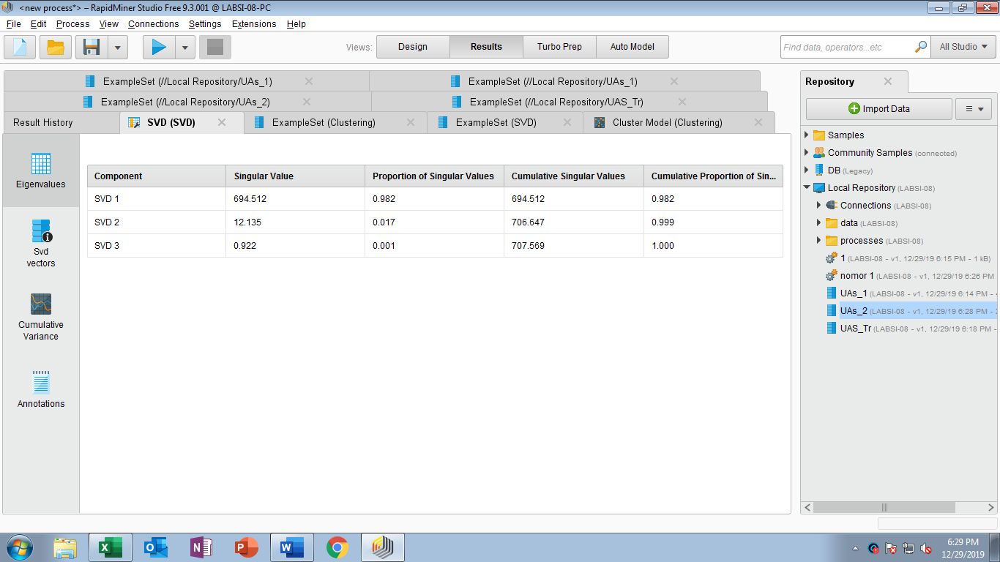 <new process*> – RapidMiner Studio Free 9.3.001 @ LABSI-08-PC
File Edit Process View Connections Settings Extensions Help
Views: Design Results Turbo Prep Auto Model Find data, operators...etc All Studio
ExampleSet (///Local Repository/UAs_1) ExampleSet (///Local Repository/UAs_1)
ExampleSet (///Local Repository/UAs_2) ExampleSet (///Local Repository/UAS_Tr)
Result History SVD (SVD) ExampleSet (Clustering) ExampleSet (SVD) Cluster Model (Clustering)
Eigenvalues
Svd
vectors
Cumulative
Variance
Annotations
Component Singular Value Proportion of Singular Values Cumulative Singular Values Cumulative Proportion of Sin...
SVD 1 694.512 0.982 694.512 0.982
SVD 2 12.135 0.017 706.647 0.999
SVD 3 0.922 0.001 707.569 1.000
Repository
Import Data
Samples
Community Samples (connected)
DB (Legacy)
Local Repository (LABSI-08)
Connections (LABSI-08)
data (LABSI-08)
processes (LABSI-08)
1 (LABSI-08 – v1, 12/29/19 6:15 PM – 1 kB)
nomor 1 (LABSI-08 – v1, 12/29/19 6:26 PM
UAs_1 (LABSI-08 – v1, 12/29/19 6:14 PM –
UAs_2 (LABSI-08 – v1, 12/29/19 6:28 PM –
UAS_Tr (LABSI-08 – v1, 12/29/19 6:18 PM –
6:29 PM
12/29/2019